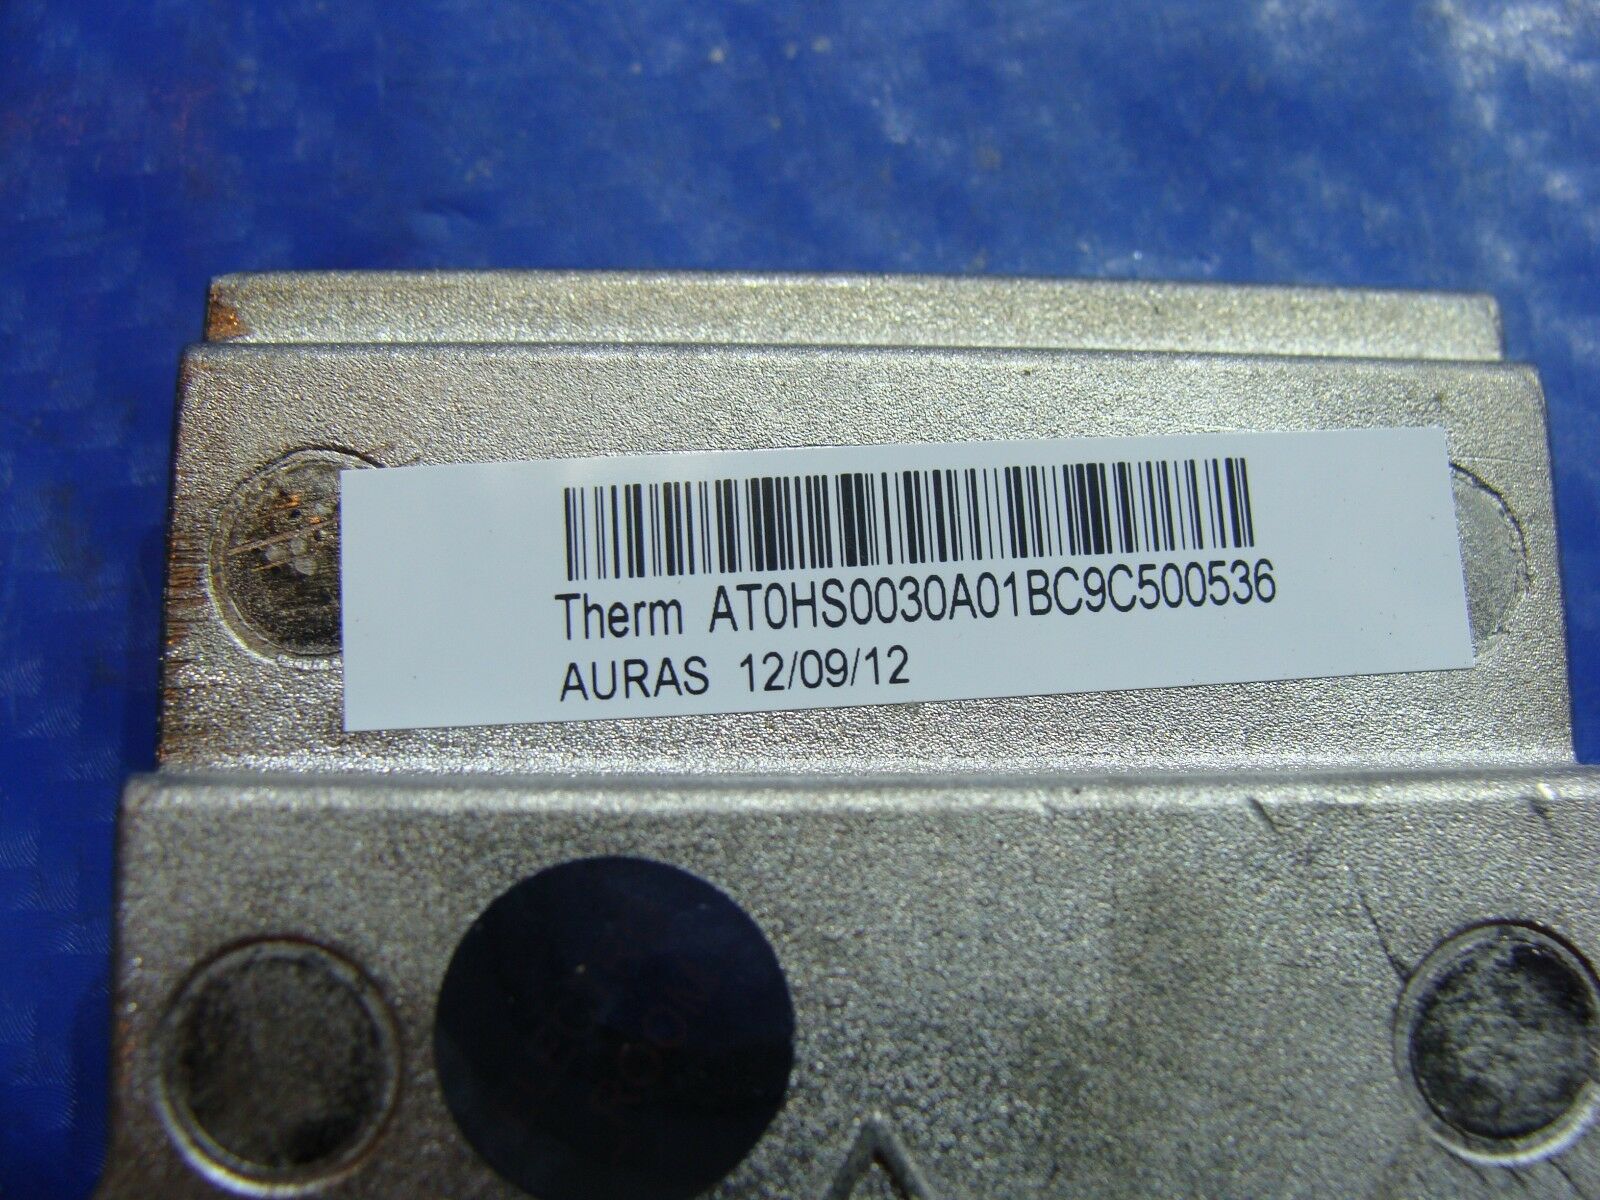 Therm AT0HS0030A01BC9C500536
AURAS 12/09/12